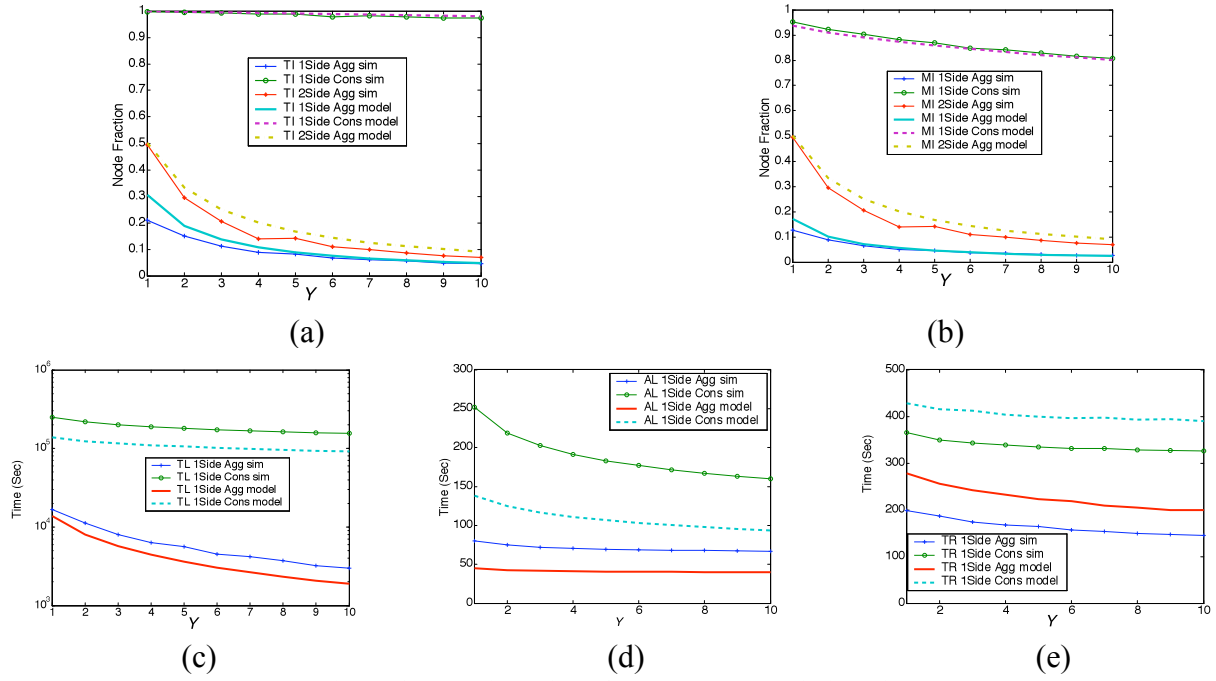 1
0.9
0.8
0.7
0.6
0.5
0.4
0.3
0.2
0.1
0
Node Fraction
TI 1Side Agg sim
TI 1Side Cons sim
TI 2Side Agg sim
TI 1Side Agg model
TI 1Side Cons model
TI 2Side Agg model
1 2 3 4 5 6 7 8 9 10
Y
(a)
1
0.9
0.8
0.7
0.6
0.5
0.4
0.3
0.2
0.1
0
Node Fraction
MI 1Side Agg sim
MI 1Side Cons sim
MI 2Side Agg sim
MI 1Side Agg model
MI 1Side Cons model
MI 2Side Agg model
1 2 3 4 5 6 7 8 9 10
Y
(b)
10^6
10^5
10^4
10^3
Time (Sec)
TL 1Side Agg sim
TL 1Side Cons sim
TL 1Side Agg model
TL 1Side Cons model
1 2 3 4 5 6 7 8 9 10
Y
(c)
300
250
200
150
100
50
0
Time (Sec)
AL 1Side Agg sim
AL 1Side Cons sim
AL 1Side Agg model
AL 1Side Cons model
2 4 6 8 10
Y
(d)
500
400
300
200
100
0
Time (Sec)
TR 1Side Agg sim
TR 1Side Cons sim
TR 1Side Agg model
TR 1Side Cons model
2 4 6 8 10
Y
(e)